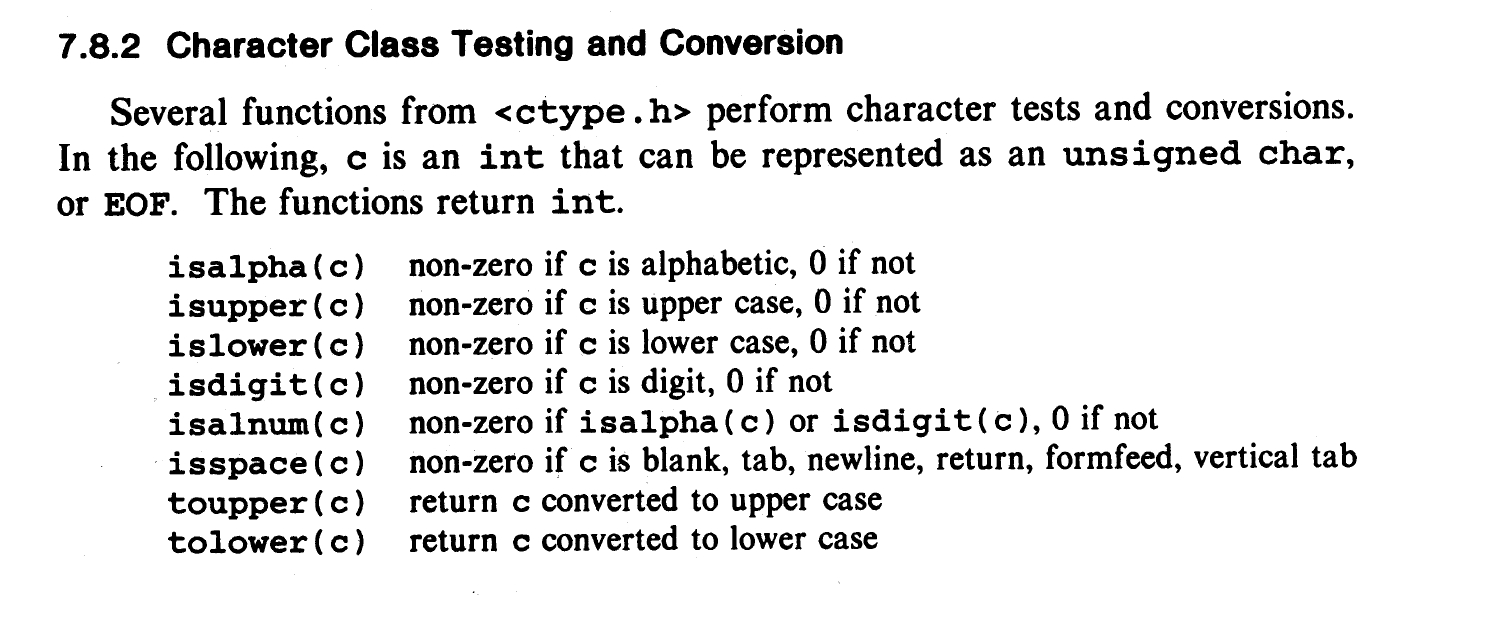 7.8.2 Character Class Testing and Conversion
Several functions from <ctype.h> perform character tests and conversions.
In the following, c is an int that can be represented as an unsigned char,
or EOF. The functions return int.
isalpha(c) non-zero if c is alphabetic, 0 if not
isupper(c) non-zero if c is upper case, 0 if not
islower(c) non-zero if c is lower case, 0 if not
isdigit(c) non-zero if c is digit, 0 if not
isalnum(c) non-zero if isalpha(c) or isdigit(c), 0 if not
isspace(c) non-zero if c is blank, tab, newline, return, formfeed, vertical tab
toupper(c) return c converted to upper case
tolower(c) return c converted to lower case